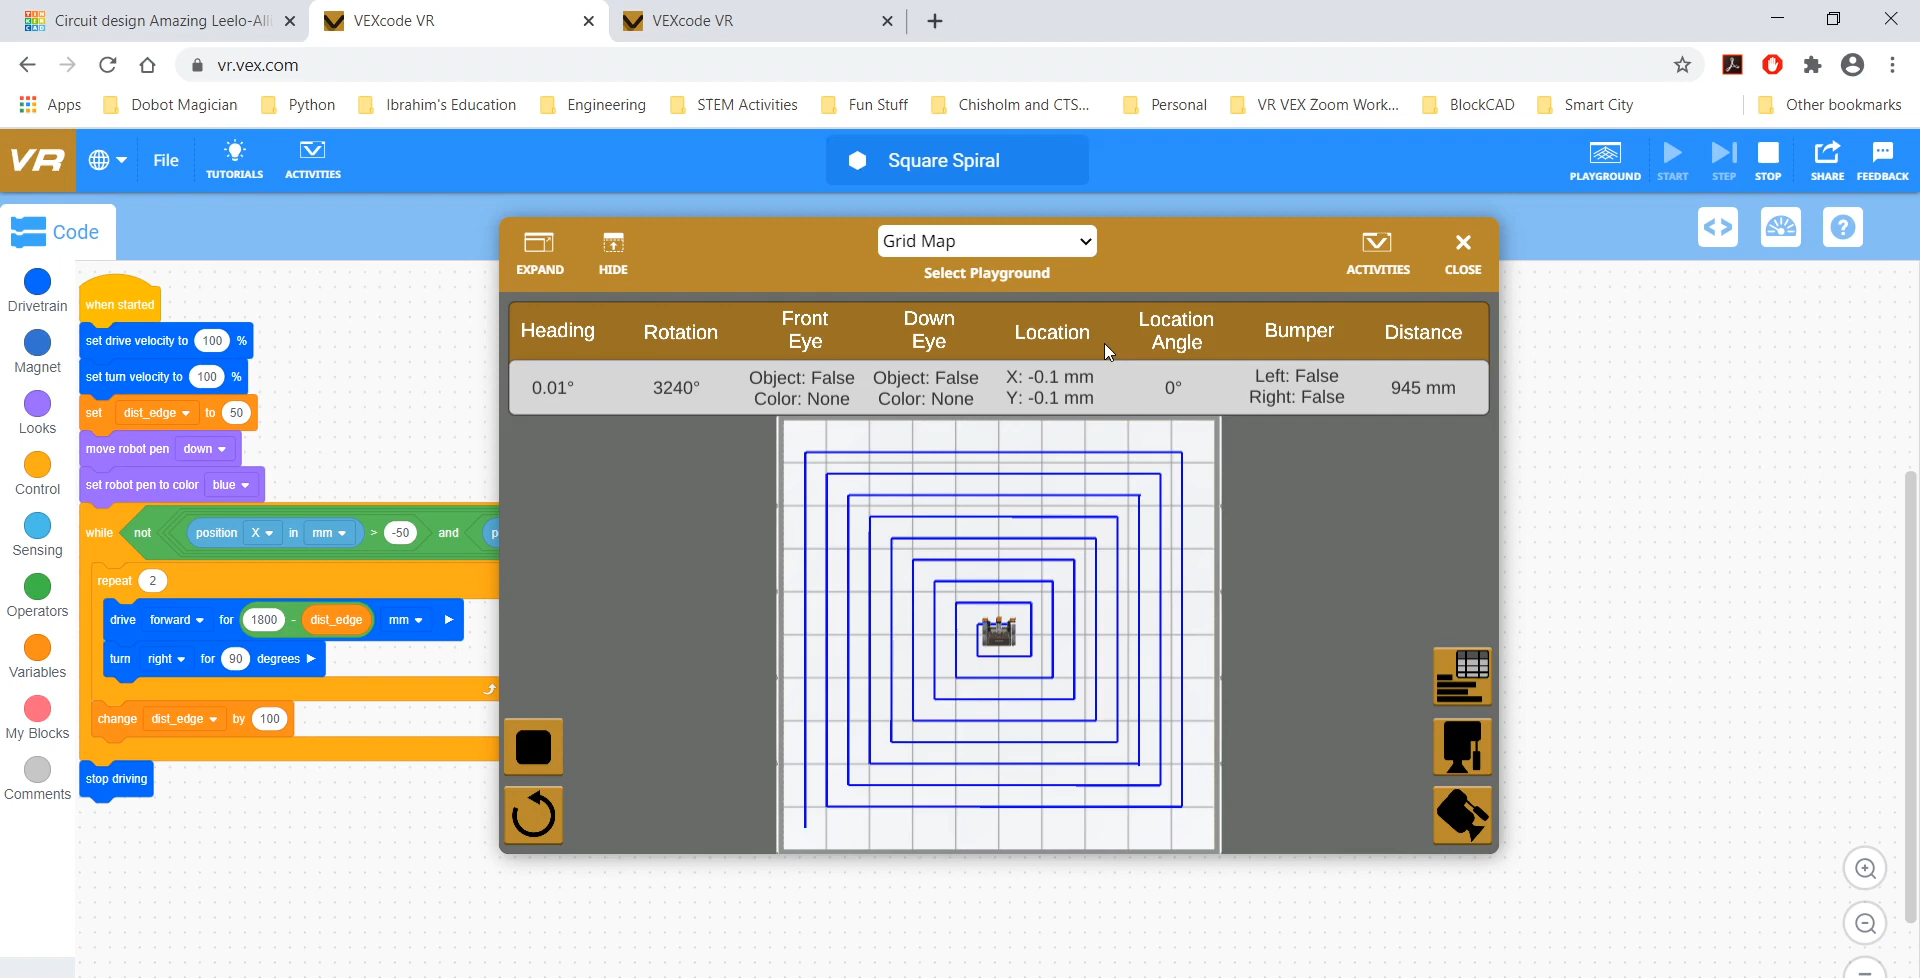 Circuit design Amazing Leelo-All
VEXcode VR
VEXcode VR
vr.vex.com
Apps
Dobot Magician
Python
Ibrahim's Education
Engineering
STEM Activities
Fun Stuff
Chisholm and CTS...
Personal
VR VEX Zoom Work...
BlockCAD
Smart City
Other bookmarks
VR
File
TUTORIALS
ACTIVITIES
Square Spiral
PLAYGROUND
START
STEP
STOP
SHARE
FEEDBACK
Code
Drivetrain
Magnet
Looks
Control
Sensing
Operators
Variables
My Blocks
Comments
when started
set drive velocity to 100 %
set turn velocity to 100 %
set dist_edge to 50
move robot pen down
set robot pen to color blue
while not position X in mm > -50 and
repeat 2
drive forward for 1800 - dist_edge mm
turn right for 90 degrees
change dist_edge by 100
stop driving
EXPAND
HIDE
Grid Map
Select Playground
ACTIVITIES
CLOSE
Heading
Rotation
Front
Eye
Down
Eye
Location
Location
Angle
Bumper
Distance
0.01°
3240°
Object: False
Color: None
Object: False
Color: None
X: -0.1 mm
Y: -0.1 mm
0°
Left: False
Right: False
945 mm